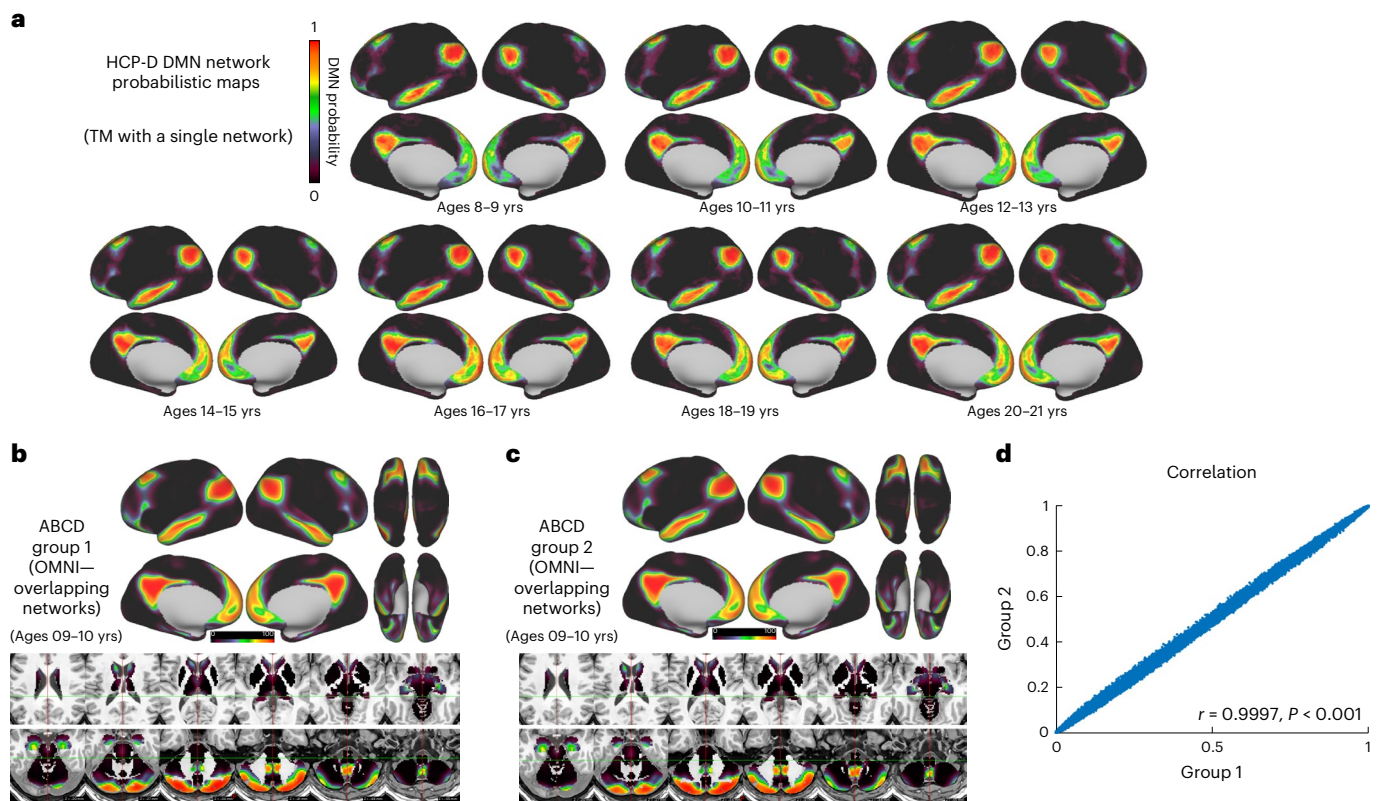 a
HCP-D DMN network
probabilistic maps
(TM with a single network)
1
DMN probability
0
Ages 8–9 yrs
Ages 10–11 yrs
Ages 12–13 yrs
Ages 14–15 yrs
Ages 16–17 yrs
Ages 18–19 yrs
Ages 20–21 yrs
b
ABCD
group 1
(OMNI—
overlapping
networks)
(Ages 09–10 yrs)
0 100
c
ABCD
group 2
(OMNI—
overlapping
networks)
(Ages 09–10 yrs)
0 100
d
Correlation
1
0.8
0.6
0.4
0.2
0
Group 2
r = 0.9997, P < 0.001
0 0.5 1
Group 1